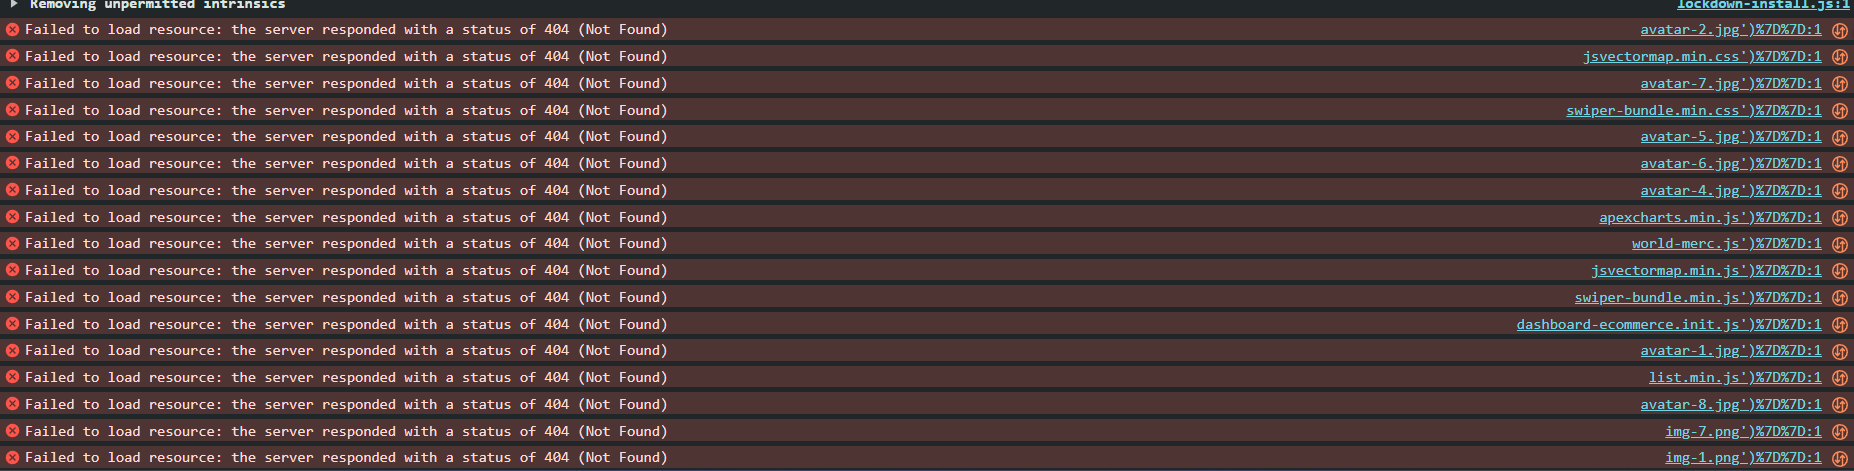 Removing unpermitted intrinsics lockdown-install.js:1
Failed to load resource: the server responded with a status of 404 (Not Found) avatar-2.jpg')%7D%7D:1
Failed to load resource: the server responded with a status of 404 (Not Found) jsvectormap.min.css')%7D%7D:1
Failed to load resource: the server responded with a status of 404 (Not Found) avatar-7.jpg')%7D%7D:1
Failed to load resource: the server responded with a status of 404 (Not Found) swiper-bundle.min.css')%7D%7D:1
Failed to load resource: the server responded with a status of 404 (Not Found) avatar-5.jpg')%7D%7D:1
Failed to load resource: the server responded with a status of 404 (Not Found) avatar-6.jpg')%7D%7D:1
Failed to load resource: the server responded with a status of 404 (Not Found) avatar-4.jpg')%7D%7D:1
Failed to load resource: the server responded with a status of 404 (Not Found) apexcharts.min.js')%7D%7D:1
Failed to load resource: the server responded with a status of 404 (Not Found) world-merc.js')%7D%7D:1
Failed to load resource: the server responded with a status of 404 (Not Found) jsvectormap.min.js')%7D%7D:1
Failed to load resource: the server responded with a status of 404 (Not Found) swiper-bundle.min.js')%7D%7D:1
Failed to load resource: the server responded with a status of 404 (Not Found) dashboard-ecommerce.init.js')%7D%7D:1
Failed to load resource: the server responded with a status of 404 (Not Found) avatar-1.jpg')%7D%7D:1
Failed to load resource: the server responded with a status of 404 (Not Found) list.min.js')%7D%7D:1
Failed to load resource: the server responded with a status of 404 (Not Found) avatar-8.jpg')%7D%7D:1
Failed to load resource: the server responded with a status of 404 (Not Found) img-7.png')%7D%7D:1
Failed to load resource: the server responded with a status of 404 (Not Found) img-1.png')%7D%7D:1